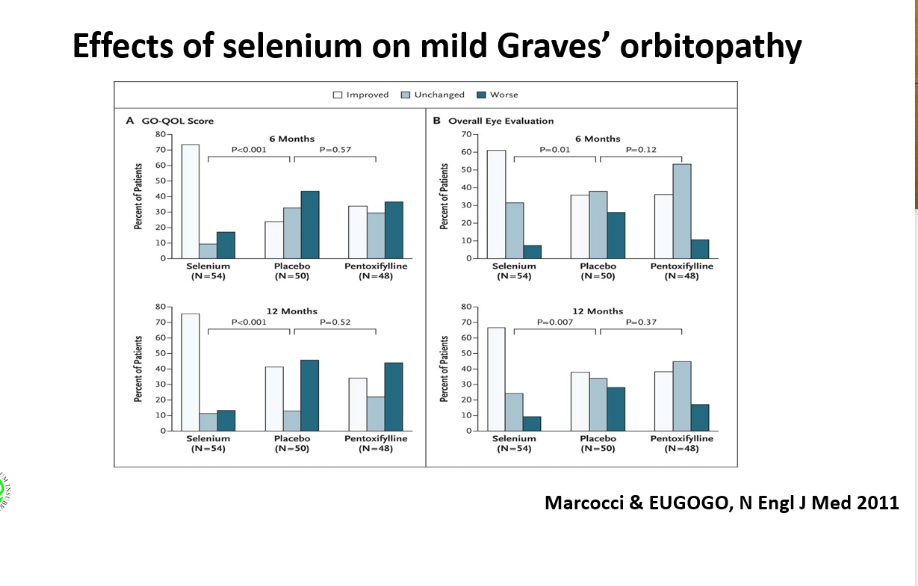 Effects of selenium on mild Graves’ orbitopathy
Improved Unchanged Worse
A GO-QOL Score
6 Months
P<0.001 P=0.57
Percent of Patients
80
70
60
50
40
30
20
10
0
Selenium (N=54)
Placebo (N=50)
Pentoxifylline (N=48)
B Overall Eye Evaluation
6 Months
P=0.01 P=0.12
Percent of Patients
70
60
50
40
30
20
10
0
Selenium (N=54)
Placebo (N=50)
Pentoxifylline (N=48)
12 Months
P<0.001 P=0.52
Percent of Patients
80
70
60
50
40
30
20
10
0
Selenium (N=54)
Placebo (N=50)
Pentoxifylline (N=48)
12 Months
P=0.007 P=0.37
Percent of Patients
80
70
60
50
40
30
20
10
0
Selenium (N=54)
Placebo (N=50)
Pentoxifylline (N=48)
Marcocci & EUGOGO, N Engl J Med 2011